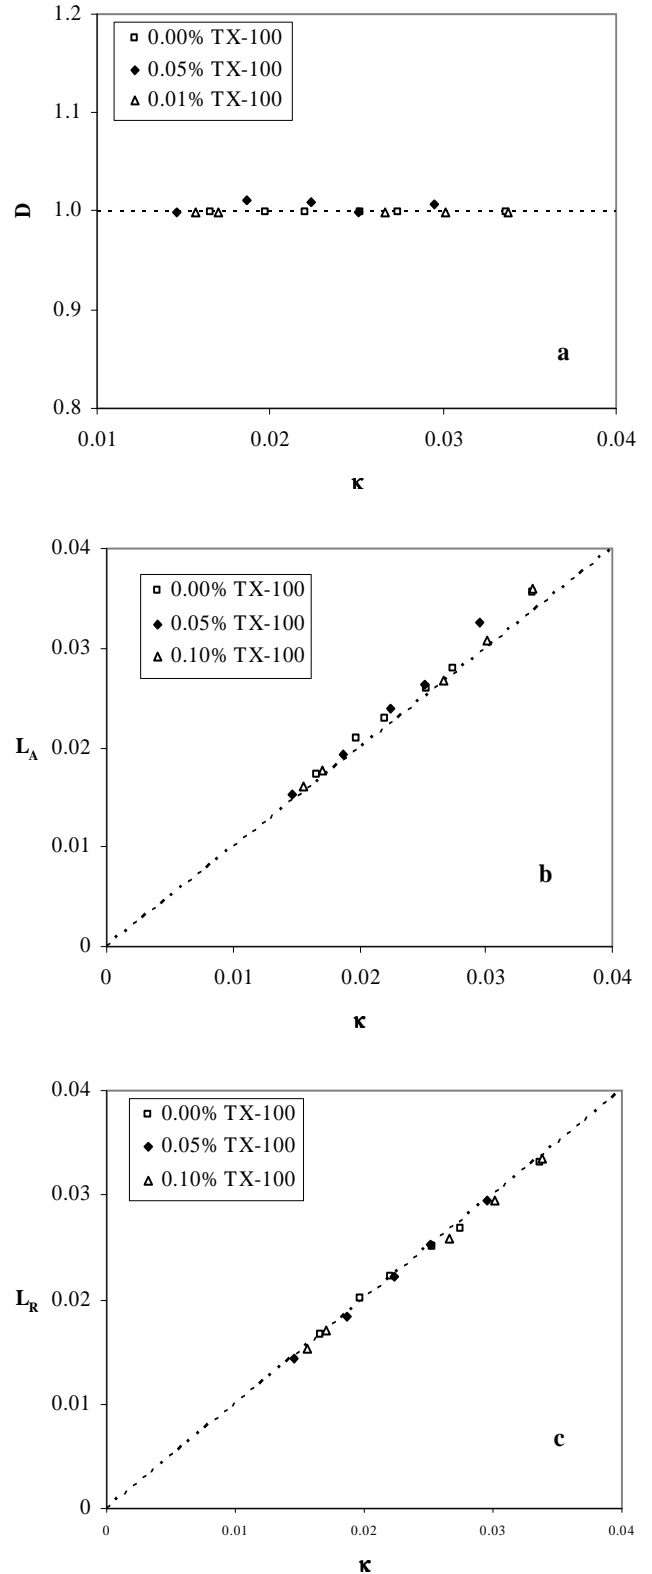 1.2
0.00% TX-100
0.05% TX-100
0.01% TX-100
1.1
D
1.0
0.9
a
0.8
0.01 0.02 0.03 0.04
κ
0.04
0.00% TX-100
0.05% TX-100
0.10% TX-100
0.03
L_A
0.02
0.01
b
0
0 0.01 0.02 0.03 0.04
κ
0.04
0.00% TX-100
0.05% TX-100
0.10% TX-100
0.03
L_R
0.02
0.01
c
0
0 0.01 0.02 0.03 0.04
κ